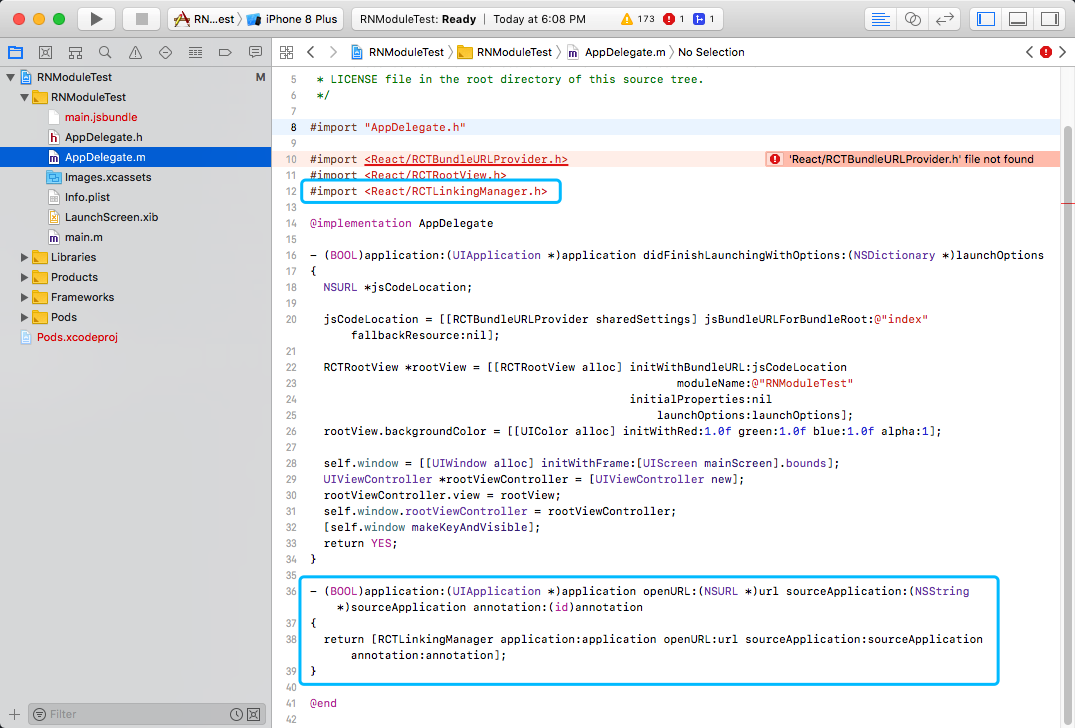 RN...est 〉 iPhone 8 Plus
RNModuleTest: Ready | Today at 6:08 PM
173 1 1
RNModuleTest 〉 RNModuleTest 〉 AppDelegate.m 〉 No Selection
RNModuleTest M
RNModuleTest
main.jsbundle
AppDelegate.h
AppDelegate.m
Images.xcassets
Info.plist
LaunchScreen.xib
main.m
Libraries
Products
Frameworks
Pods
Pods.xcodeproj
Filter
5 * LICENSE file in the root directory of this source tree.
6 */
7
8 #import "AppDelegate.h"
9
10 #import <React/RCTBundleURLProvider.h> 'React/RCTBundleURLProvider.h' file not found
11 #import <React/RCTRootView.h>
12 #import <React/RCTLinkingManager.h>
13
14 @implementation AppDelegate
15
16 - (BOOL)application:(UIApplication *)application didFinishLaunchingWithOptions:(NSDictionary *)launchOptions
17 {
18 NSURL *jsCodeLocation;
19
20 jsCodeLocation = [[RCTBundleURLProvider sharedSettings] jsBundleURLForBundleRoot:@"index"
fallbackResource:nil];
21
22 RCTRootView *rootView = [[RCTRootView alloc] initWithBundleURL:jsCodeLocation
23 moduleName:@"RNModuleTest"
24 initialProperties:nil
25 launchOptions:launchOptions];
26 rootView.backgroundColor = [[UIColor alloc] initWithRed:1.0f green:1.0f blue:1.0f alpha:1];
27
28 self.window = [[UIWindow alloc] initWithFrame:[UIScreen mainScreen].bounds];
29 UIViewController *rootViewController = [UIViewController new];
30 rootViewController.view = rootView;
31 self.window.rootViewController = rootViewController;
32 [self.window makeKeyAndVisible];
33 return YES;
34 }
35
36 - (BOOL)application:(UIApplication *)application openURL:(NSURL *)url sourceApplication:(NSString
*)sourceApplication annotation:(id)annotation
37 {
38 return [RCTLinkingManager application:application openURL:url sourceApplication:sourceApplication
annotation:annotation];
39 }
40
41 @end
42